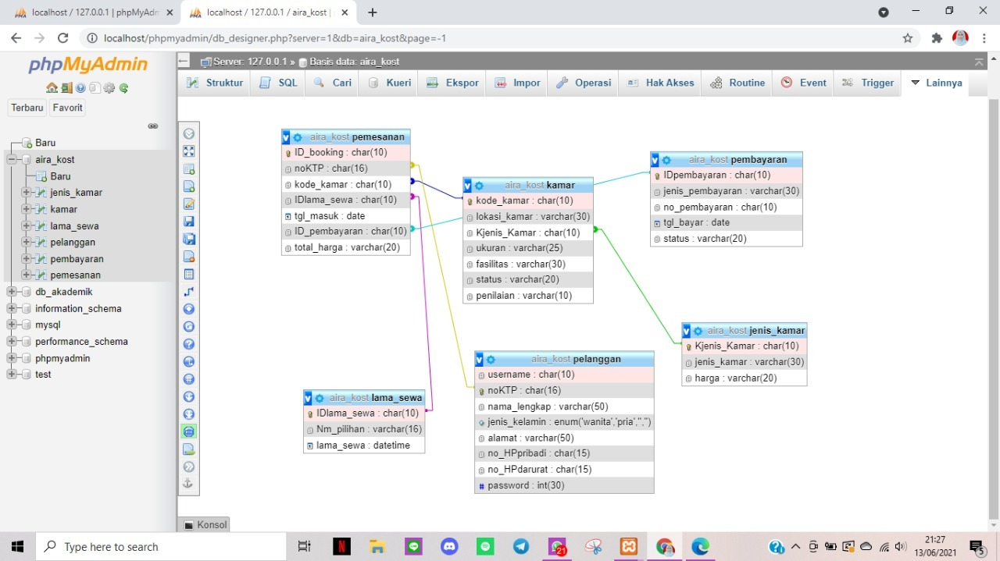 localhost / 127.0.0.1 | phpMyAdm
localhost / 127.0.0.1 / aira_kost |
localhost/phpmyadmin/db_designer.php?server=1&db=aira_kost&page=-1
phpMyAdmin
Terbaru Favorit
Baru
aira_kost
Baru
jenis_kamar
kamar
lama_sewa
pelanggan
pembayaran
pemesanan
db_akademik
information_schema
mysql
performance_schema
phpmyadmin
test
Server: 127.0.0.1 » Basis data: aira_kost
Struktur SQL Cari Kueri Ekspor Impor Operasi Hak Akses Routine Event Trigger Lainnya
aira_kost pemesanan
ID_booking : char(10)
noKTP : char(16)
kode_kamar : char(10)
IDlama_sewa : char(10)
tgl_masuk : date
ID_pembayaran : char(10)
total_harga : varchar(20)
aira_kost kamar
kode_kamar : char(10)
lokasi_kamar : varchar(30)
Kjenis_Kamar : char(10)
ukuran : varchar(25)
fasilitas : varchar(30)
status : varchar(20)
penilaian : varchar(10)
aira_kost pembayaran
IDpembayaran : char(10)
jenis_pembayaran : varchar(30)
no_pembayaran : char(10)
tgl_bayar : date
status : varchar(20)
aira_kost jenis_kamar
Kjenis_Kamar : char(10)
jenis_kamar : varchar(30)
harga : varchar(20)
aira_kost pelanggan
username : char(10)
noKTP : char(16)
nama_lengkap : varchar(50)
jenis_kelamin : enum('wanita','pria','','')
alamat : varchar(50)
no_HPpribadi : char(15)
no_HPdarurat : char(15)
password : int(30)
aira_kost lama_sewa
IDlama_sewa : char(10)
Nm_pilihan : varchar(16)
lama_sewa : datetime
Konsol
Type here to search
21
21:27
13/06/2021
5